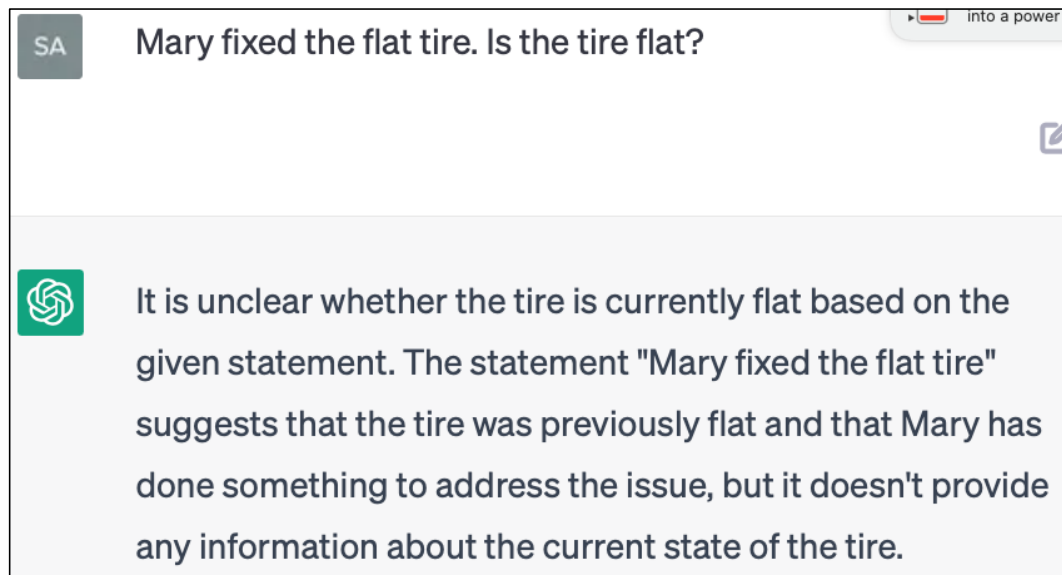 into a power
SA
Mary fixed the flat tire. Is the tire flat?
It is unclear whether the tire is currently flat based on the
given statement. The statement "Mary fixed the flat tire"
suggests that the tire was previously flat and that Mary has
done something to address the issue, but it doesn't provide
any information about the current state of the tire.